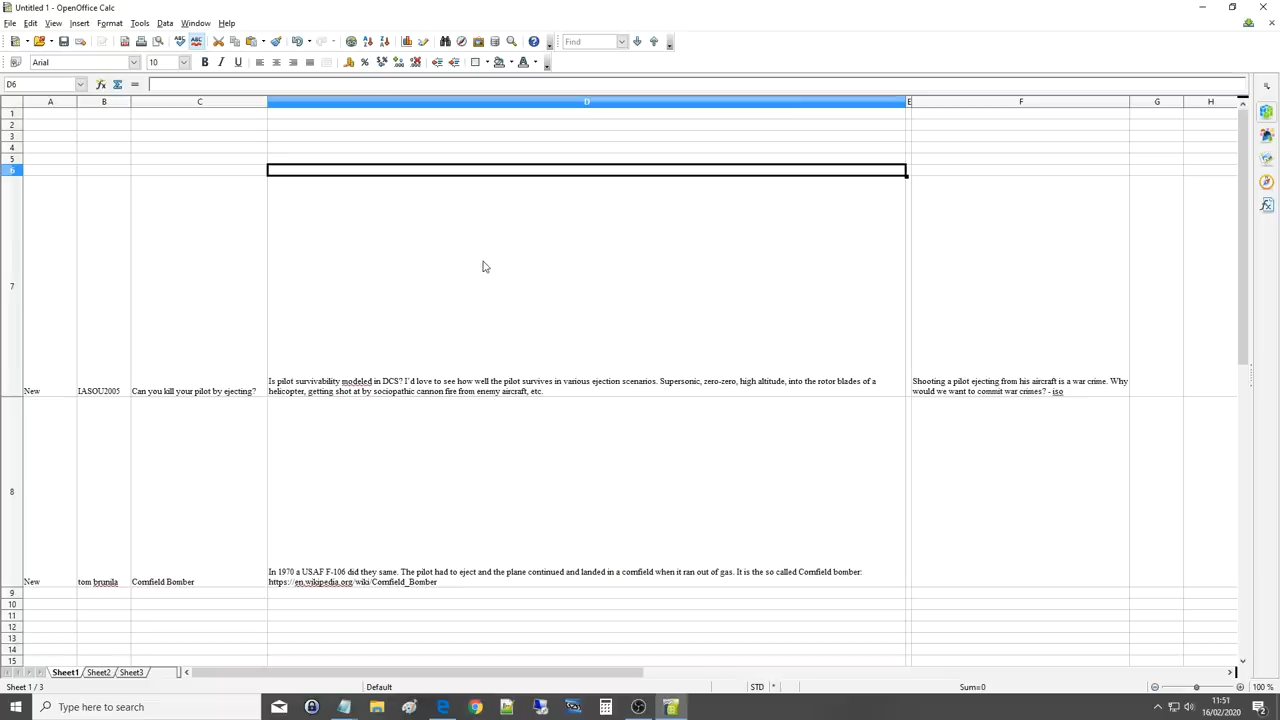 Untitled 1 - OpenOffice Calc
File Edit View Insert Format Tools Data Window Help
Find
Arial 10 B I U A
D6
A B C D E F G H
1
2
3
4
5
6
7
New IASOU2005 Can you kill your pilot by ejecting?
Is pilot survivability modeled in DCS? I'd love to see how well the pilot survives in various ejection scenarios. Supersonic, zero-zero, high altitude, into the rotor blades of a
helicopter, getting shot at by sociopathic cannon fire from enemy aircraft, etc.
Shooting a pilot ejecting from his aircraft is a war crime. Why
would we want to commit war crimes? - iso
8
New tom brunila Cornfield Bomber
In 1970 a USAF F-106 did they same. The pilot had to eject and the plane continued and landed in a cornfield when it ran out of gas. It is the so called Cornfield bomber:
https://en.wikipedia.org/wiki/Cornfield_Bomber
9
10
11
12
13
14
15
Sheet1 Sheet2 Sheet3
Sheet 1 / 3 Default STD * Sum=0 100 %
Type here to search
11:51
16/02/2020
2